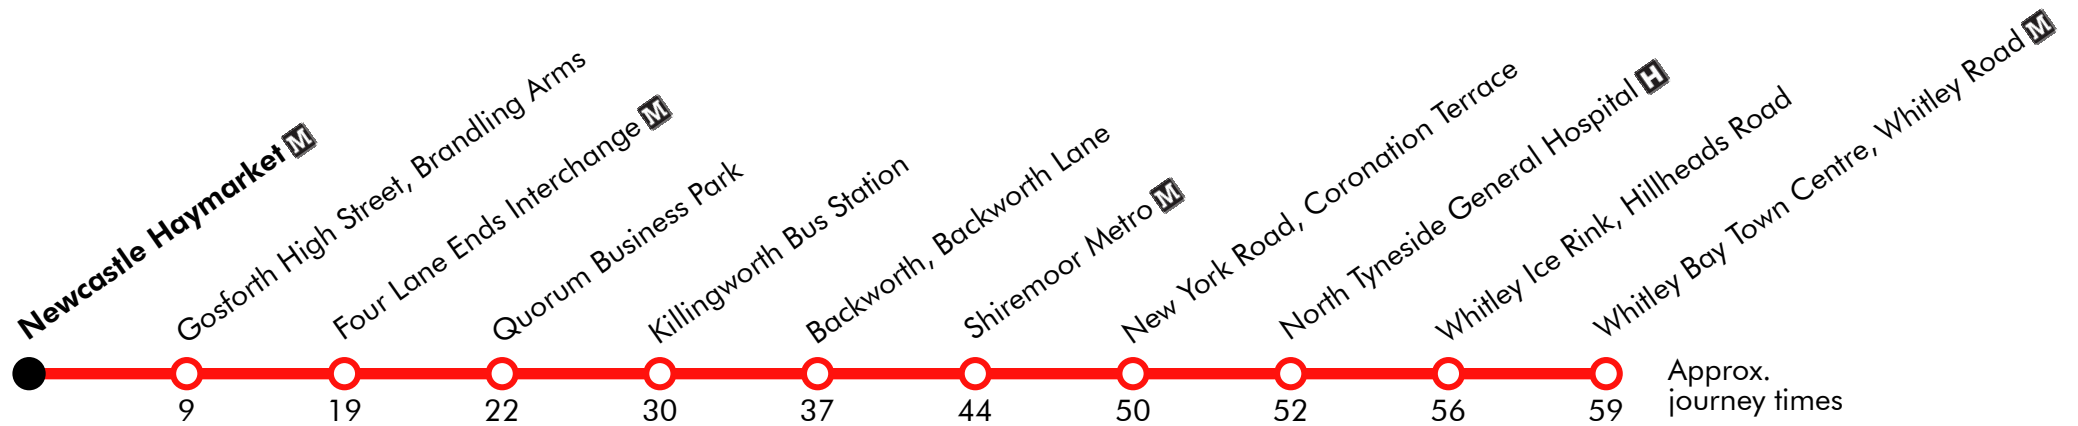 Newcastle Haymarket M
Gosforth High Street, Brandling Arms
Four Lane Ends Interchange M
Quorum Business Park
Killingworth Bus Station
Backworth, Backworth Lane
Shiremoor Metro M
New York Road, Coronation Terrace
North Tyneside General Hospital H
Whitley Ice Rink, Hillheads Road
Whitley Bay Town Centre, Whitley Road M
9 19 22 30 37 44 50 52 56 59
Approx.
journey times